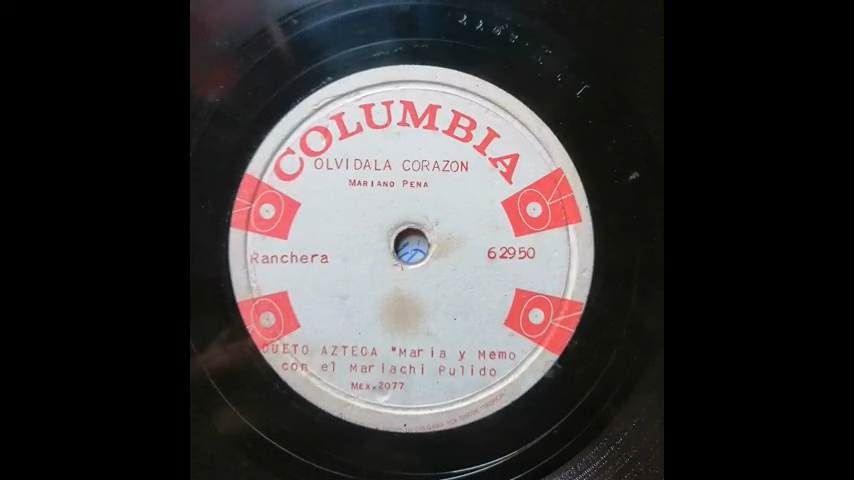 COLUMBIA
OLVIDALA CORAZON
MARIANO PENA
Ranchera
62950
DUETO AZTECA "Maria y Memo
con el Mariachi Pulido
MEX.2077